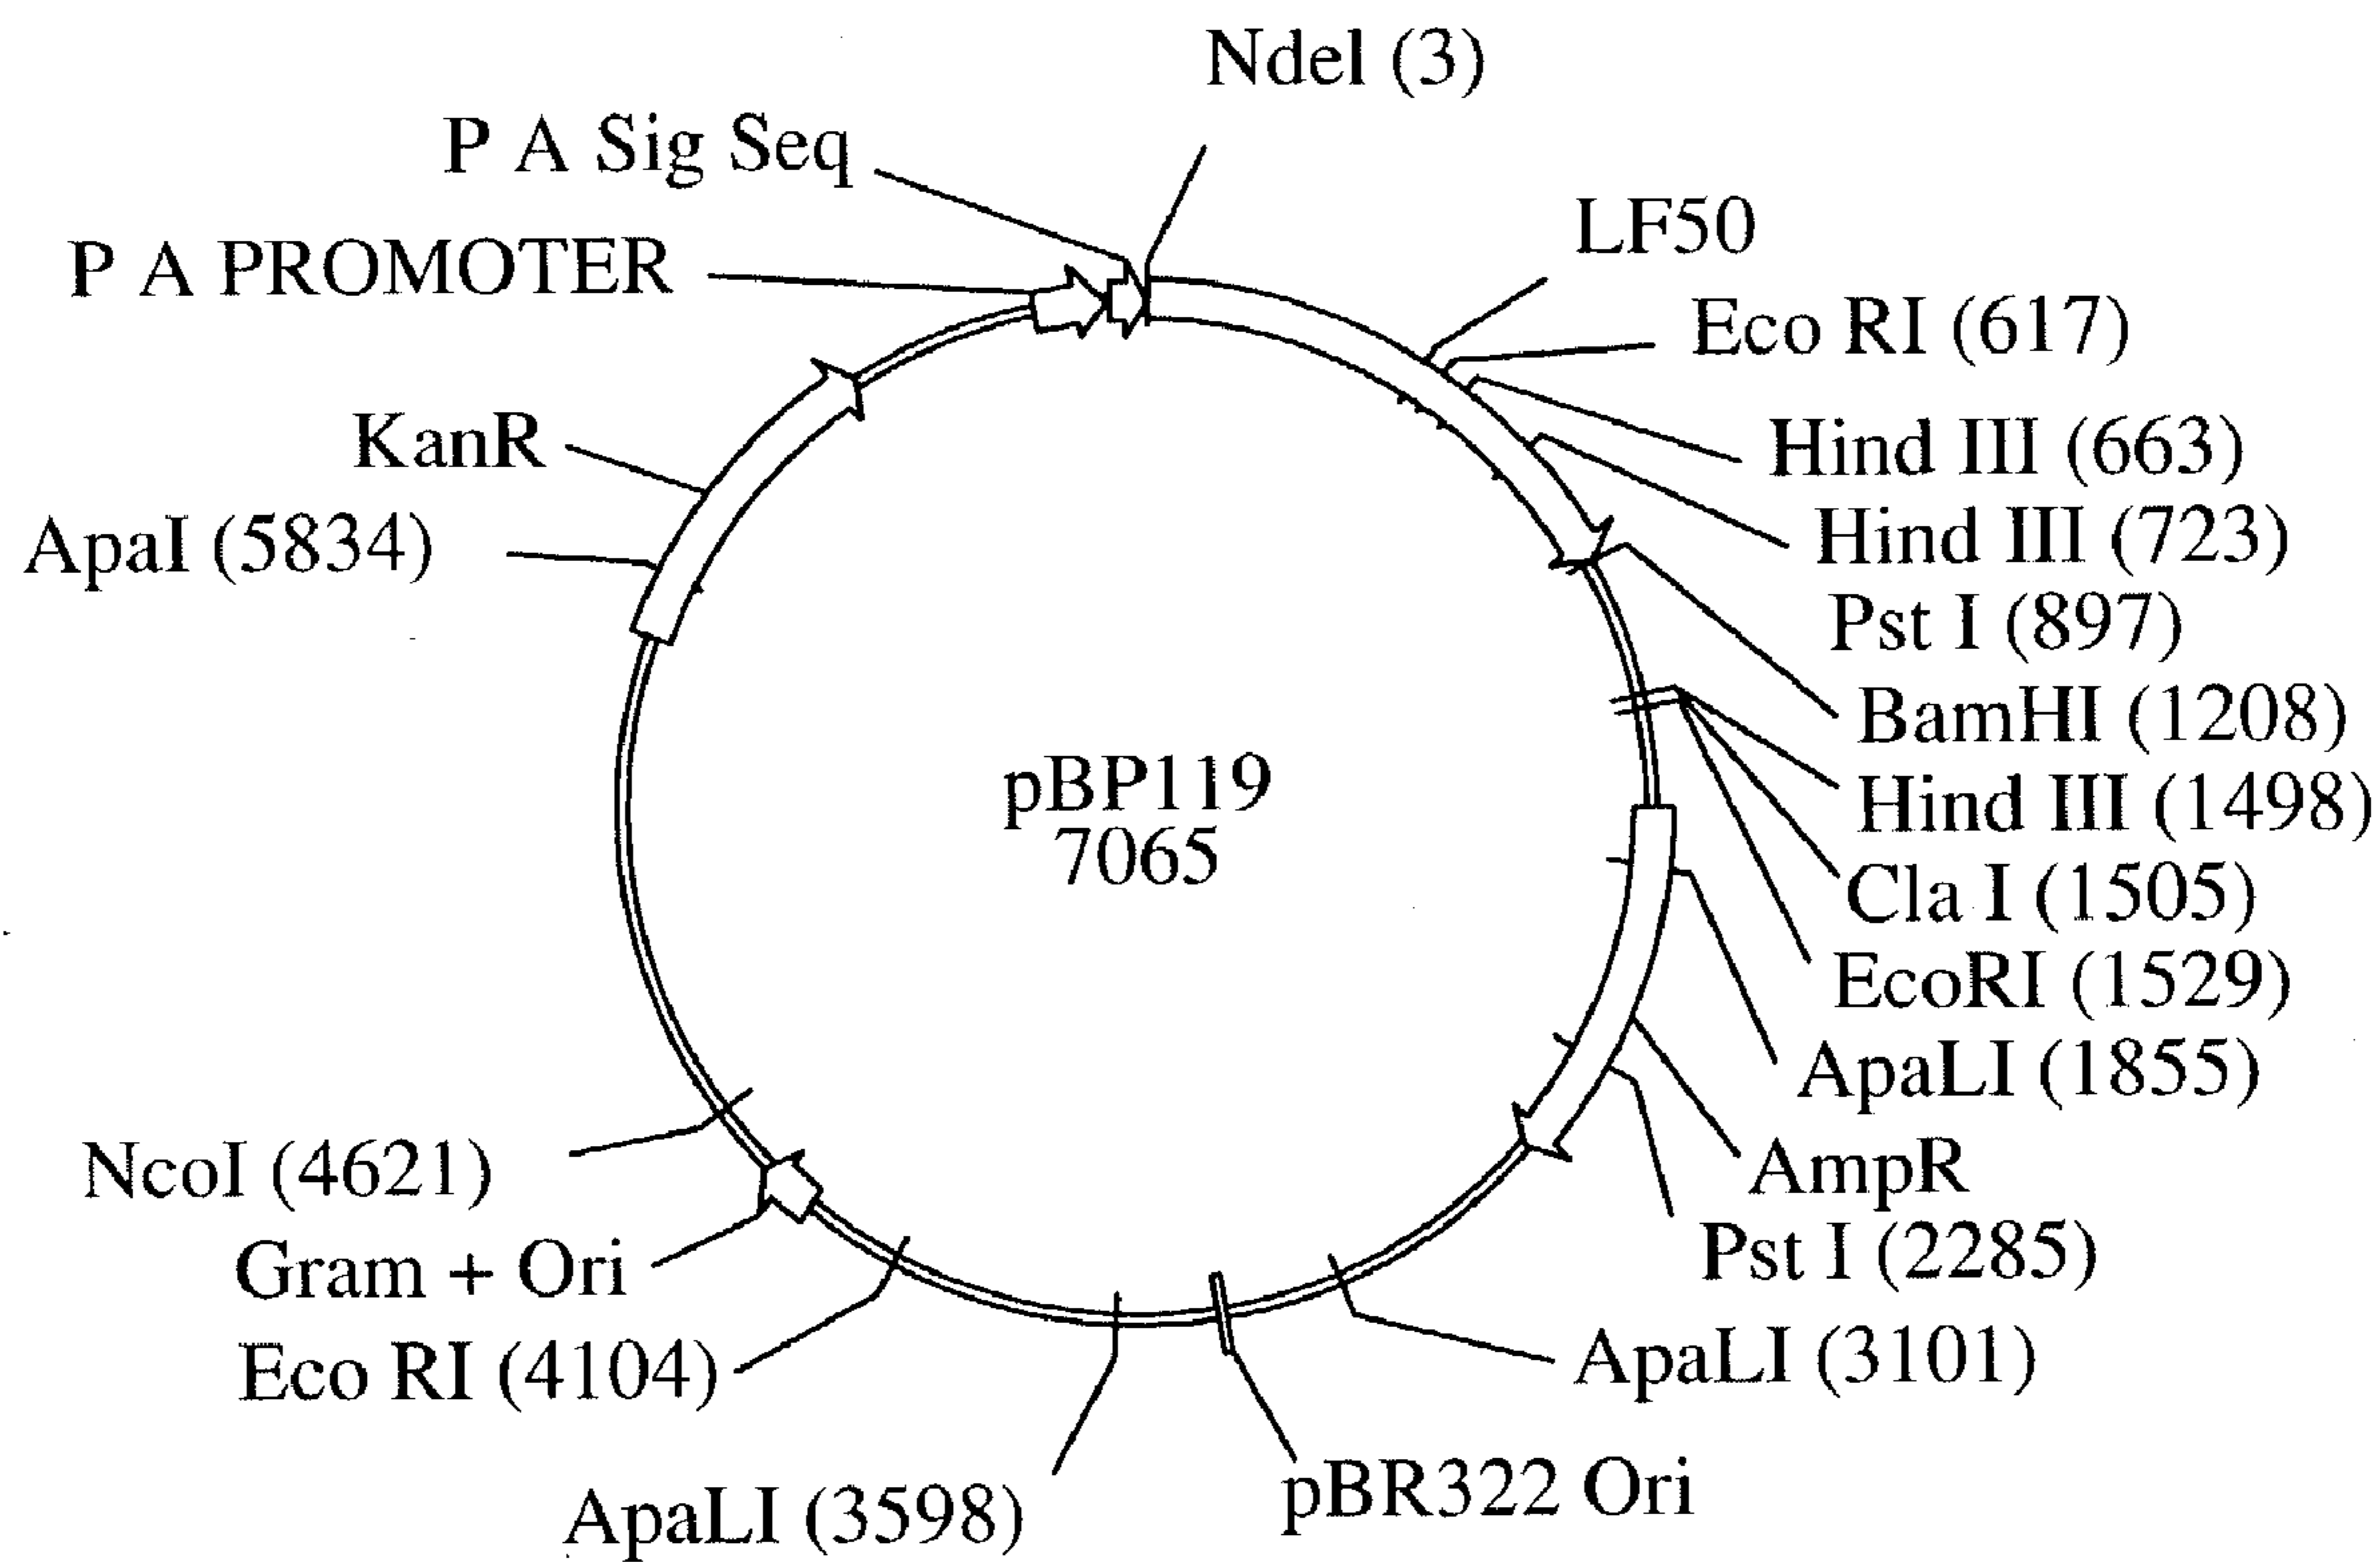 NdeI (3)
P A Sig Seq
LF50
P A PROMOTER
Eco RI (617)
KanR
Hind III (663)
ApaI (5834)
Hind III (723)
Pst I (897)
BamHI (1208)
pBP119
7065
Hind III (1498)
Cla I (1505)
EcoRI (1529)
ApaLI (1855)
NcoI (4621)
AmpR
Gram + Ori
Pst I (2285)
Eco RI (4104)
ApaLI (3101)
pBR322 Ori
ApaLI (3598)